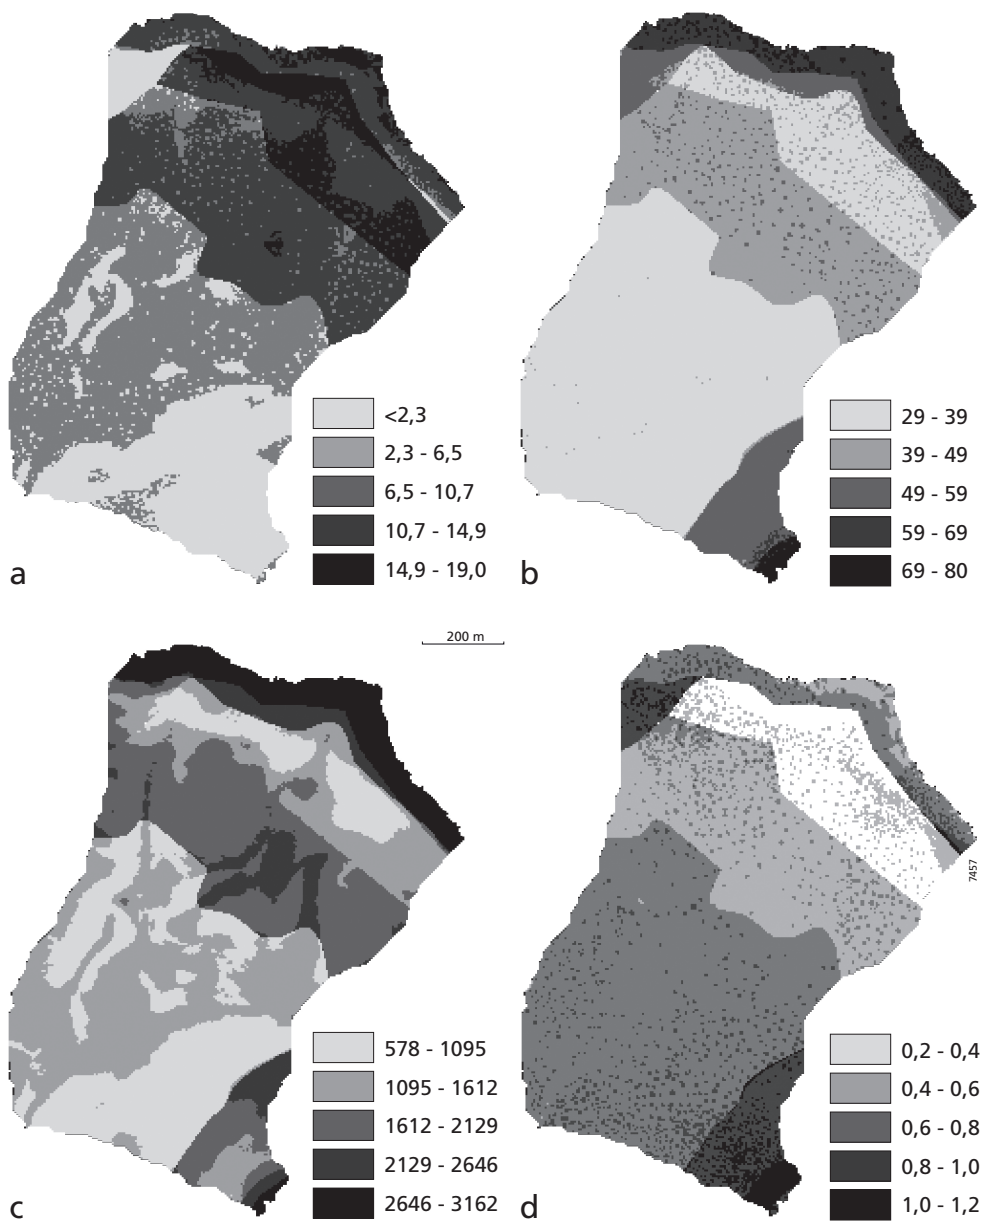 <2,3
2,3 - 6,5
6,5 - 10,7
10,7 - 14,9
14,9 - 19,0
a
29 - 39
39 - 49
49 - 59
59 - 69
69 - 80
b
200 m
578 - 1095
1095 - 1612
1612 - 2129
2129 - 2646
2646 - 3162
c
7457
0,2 - 0,4
0,4 - 0,6
0,6 - 0,8
0,8 - 1,0
1,0 - 1,2
d